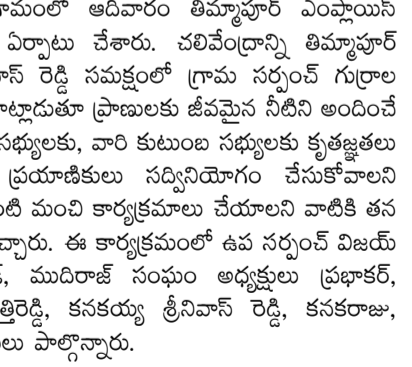 ామంలో ఆదివారం తిమ్మాపూర్ ఎంప్లాయిస్
ఏర్పాటు చేశారు. చలివేంద్రాన్ని తిమ్మాపూర్
ాస్ రెడ్డి సమక్షంలో గ్రామ సర్పంచ్ గుర్రాల
ాట్లాడుతూ ప్రాణులకు జీవమైన నీటిని అందించే
సభ్యులకు, వారి కుటుంబ సభ్యులకు కృతజ్ఞతలు
ప్రయాణికులు సద్వినియోగం చేసుకోవాలని
ంటి మంచి కార్యక్రమాలు చేయాలని వాటికి తన
చ్చారు. ఈ కార్యక్రమంలో ఉప సర్పంచ్ విజయ్
, ముదిరాజ్ సంఘం అధ్యక్షులు ప్రభాకర్,
త్తిరెడ్డి, కనకయ్య శ్రీనివాస్ రెడ్డి, కనకరాజు,
లు పాల్గొన్నారు.